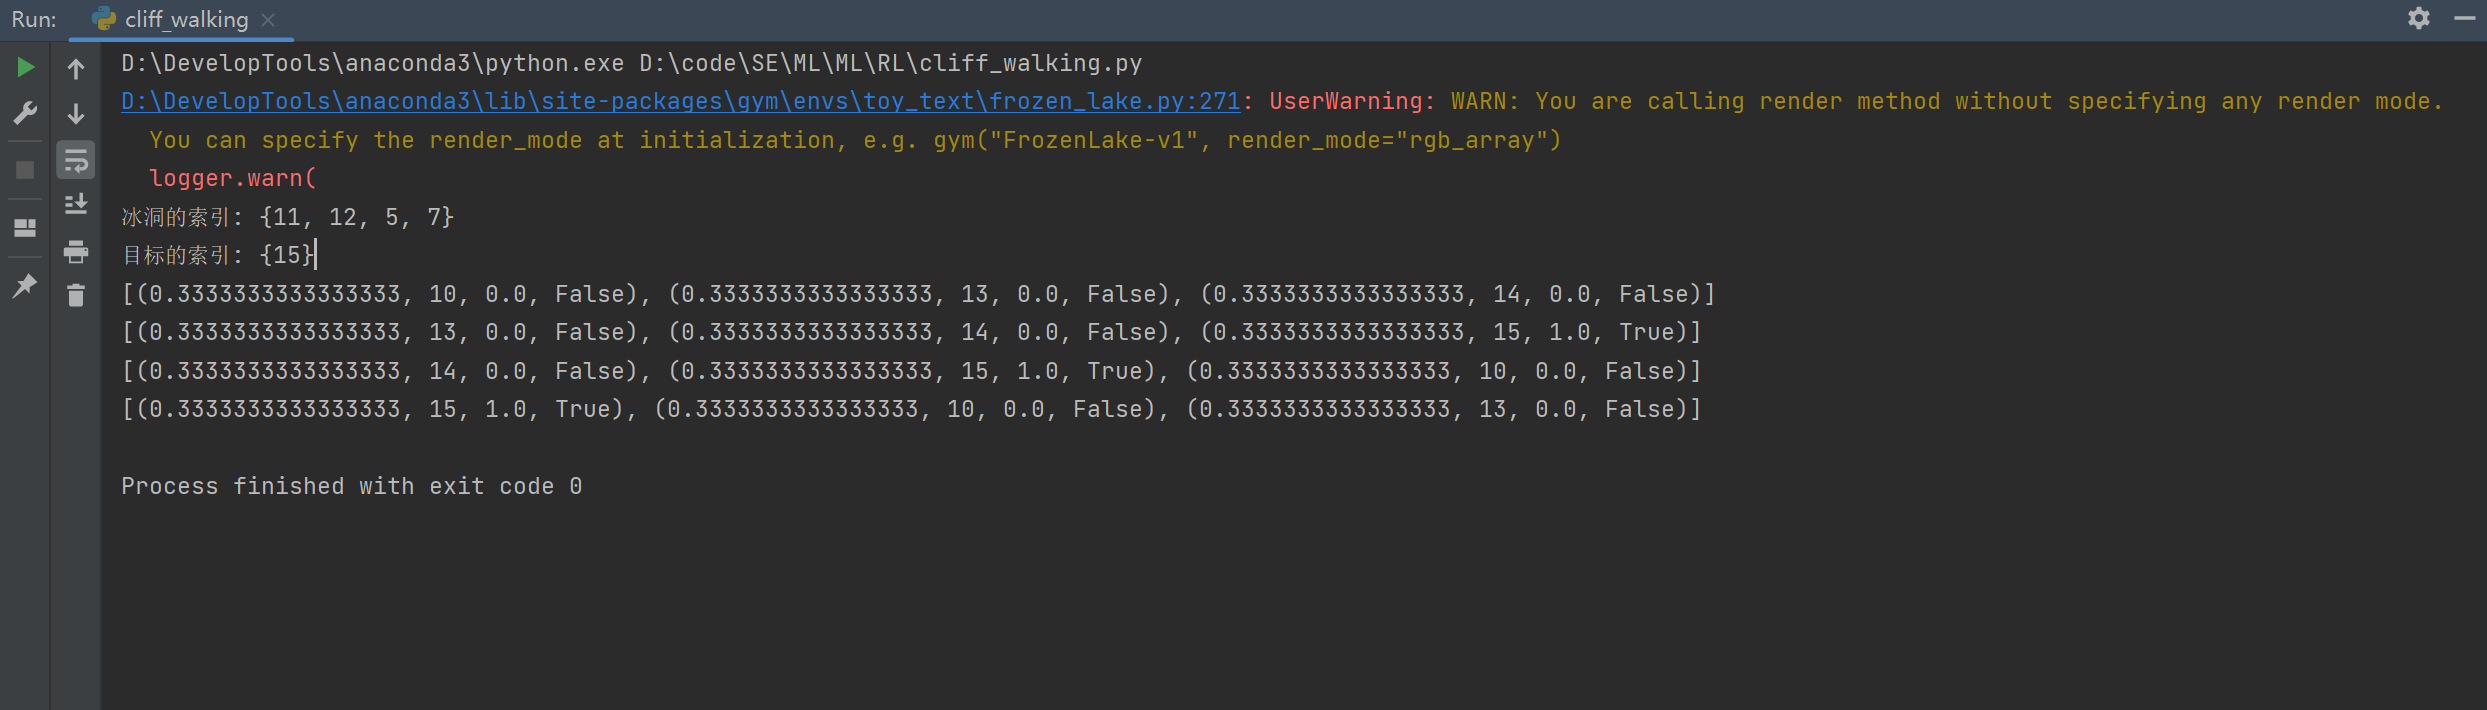 Run: cliff_walking
D:\DevelopTools\anaconda3\python.exe D:\code\SE\ML\ML\RL\cliff_walking.py
D:\DevelopTools\anaconda3\lib\site-packages\gym\envs\toy_text\frozen_lake.py:271: UserWarning: WARN: You are calling render method without specifying any render mode.
You can specify the render_mode at initialization, e.g. gym("FrozenLake-v1", render_mode="rgb_array")
logger.warn(
冰洞的索引: {11, 12, 5, 7}
目标的索引: {15}
[(0.3333333333333333, 10, 0.0, False), (0.3333333333333333, 13, 0.0, False), (0.3333333333333333, 14, 0.0, False)]
[(0.3333333333333333, 13, 0.0, False), (0.3333333333333333, 14, 0.0, False), (0.3333333333333333, 15, 1.0, True)]
[(0.3333333333333333, 14, 0.0, False), (0.3333333333333333, 15, 1.0, True), (0.3333333333333333, 10, 0.0, False)]
[(0.3333333333333333, 15, 1.0, True), (0.3333333333333333, 10, 0.0, False), (0.3333333333333333, 13, 0.0, False)]
Process finished with exit code 0